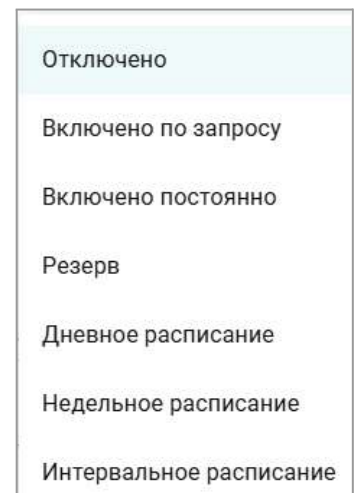 Отключено
Включено по запросу
Включено постоянно
Резерв
Дневное расписание
Недельное расписание
Интервальное расписание